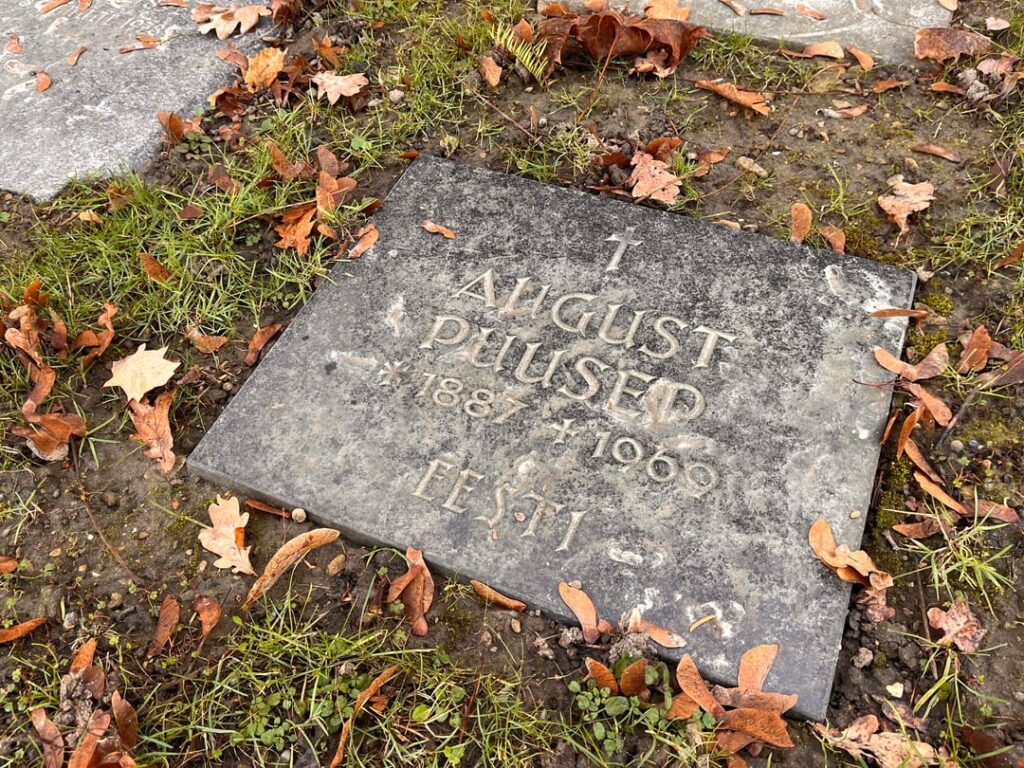 AUGUST
PUUSEPP
* 1887 + 1969
EESTI